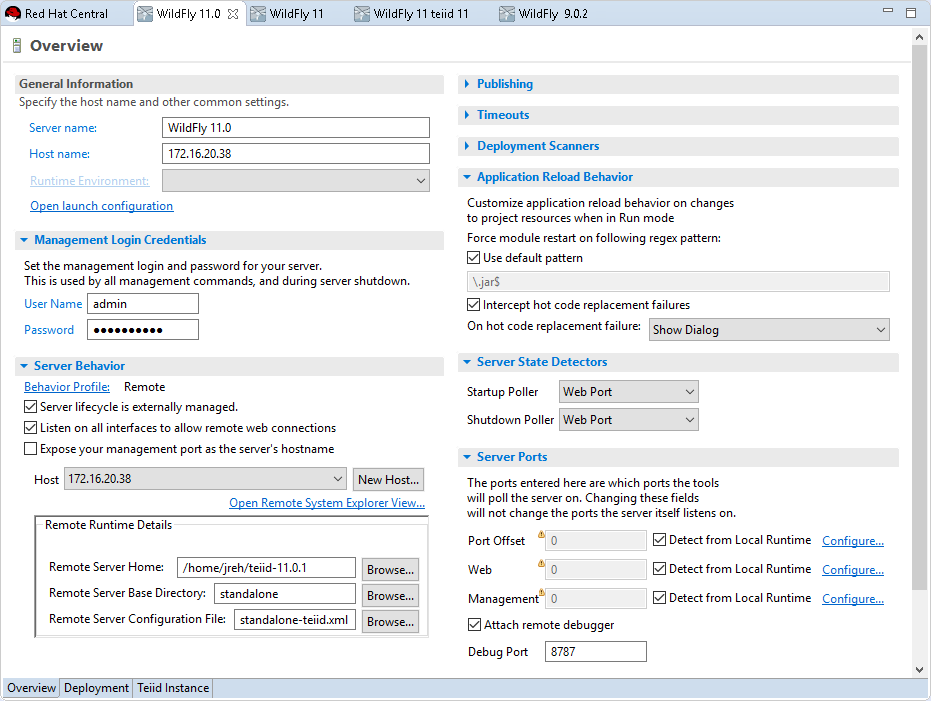 Red Hat Central
WildFly 11.0
WildFly 11
WildFly 11 teiid 11
WildFly 9.0.2
Overview
General Information
Specify the host name and other common settings.
Server name: WildFly 11.0
Host name: 172.16.20.38
Runtime Environment:
Open launch configuration
Management Login Credentials
Set the management login and password for your server.
This is used by all management commands, and during server shutdown.
User Name admin
Password ●●●●●●●●●●
Server Behavior
Behavior Profile: Remote
Server lifecycle is externally managed.
Listen on all interfaces to allow remote web connections
Expose your management port as the server's hostname
Host 172.16.20.38 New Host...
Open Remote System Explorer View...
Remote Runtime Details
Remote Server Home: /home/jreh/teiid-11.0.1 Browse...
Remote Server Base Directory: standalone Browse...
Remote Server Configuration File: standalone-teiid.xml Browse...
Publishing
Timeouts
Deployment Scanners
Application Reload Behavior
Customize application reload behavior on changes
to project resources when in Run mode
Force module restart on following regex pattern:
Use default pattern
\.jar$
Intercept hot code replacement failures
On hot code replacement failure: Show Dialog
Server State Detectors
Startup Poller Web Port
Shutdown Poller Web Port
Server Ports
The ports entered here are which ports the tools
will poll the server on. Changing these fields
will not change the ports the server itself listens on.
Port Offset 0 Detect from Local Runtime Configure...
Web 0 Detect from Local Runtime Configure...
Management 0 Detect from Local Runtime Configure...
Attach remote debugger
Debug Port 8787
Overview Deployment Teiid Instance